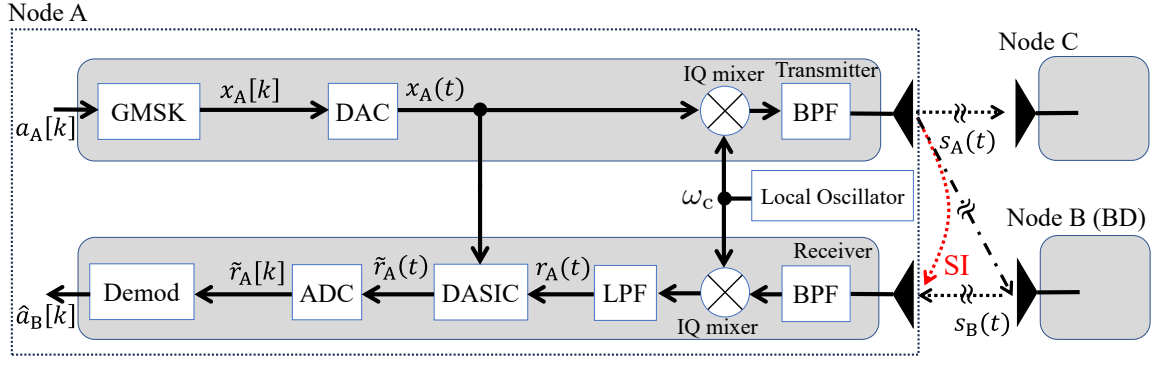 Node A
Node C
IQ mixer
Transmitter
a_A[k]
GMSK
x_A[k]
DAC
x_A(t)
BPF
s_A(t)
ω_c
Local Oscillator
Node B (BD)
Receiver
SI
â_B[k]
Demod
r̃_A[k]
ADC
r̃_A(t)
DASIC
r_A(t)
LPF
IQ mixer
BPF
s_B(t)